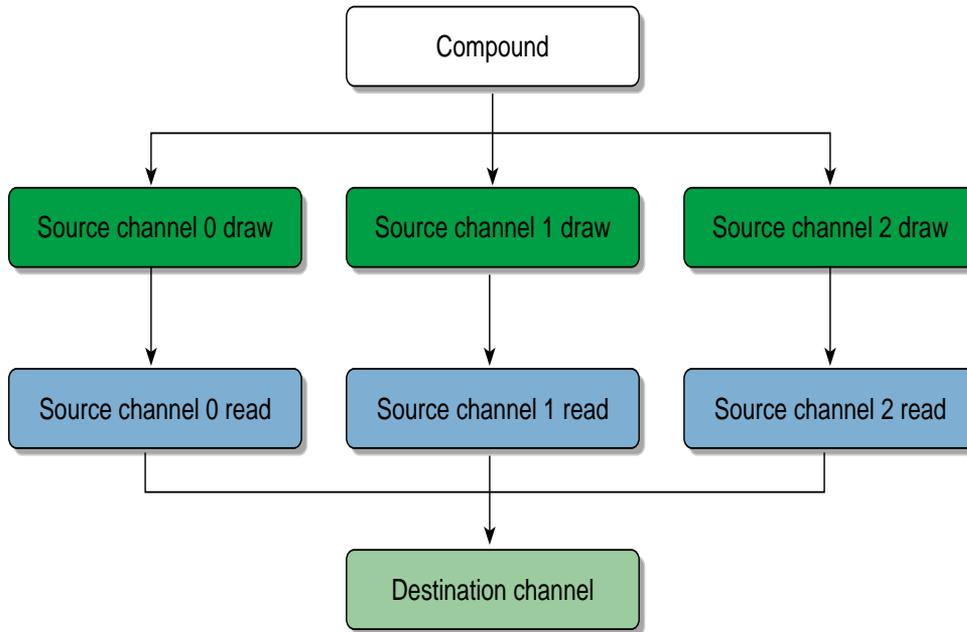 Compound
Source channel 0 draw
Source channel 1 draw
Source channel 2 draw
Source channel 0 read
Source channel 1 read
Source channel 2 read
Destination channel